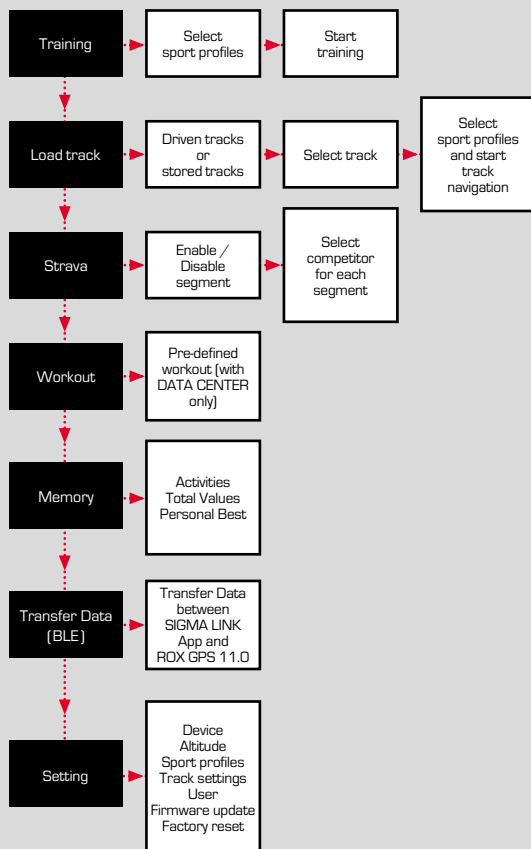 Training
Select
sport profiles
Start
training
Load track
Driven tracks
or
stored tracks
Select track
Select
sport profiles
and start
track
navigation
Strava
Enable /
Disable
segment
Select
competitor
for each
segment
Workout
Pre-defined
workout (with
DATA CENTER
only)
Memory
Activities
Total Values
Personal Best
Transfer Data
(BLE)
Transfer Data
between
SIGMA LINK
App and
ROX GPS 11.0
Setting
Device
Altitude
Sport profiles
Track settings
User
Firmware update
Factory reset